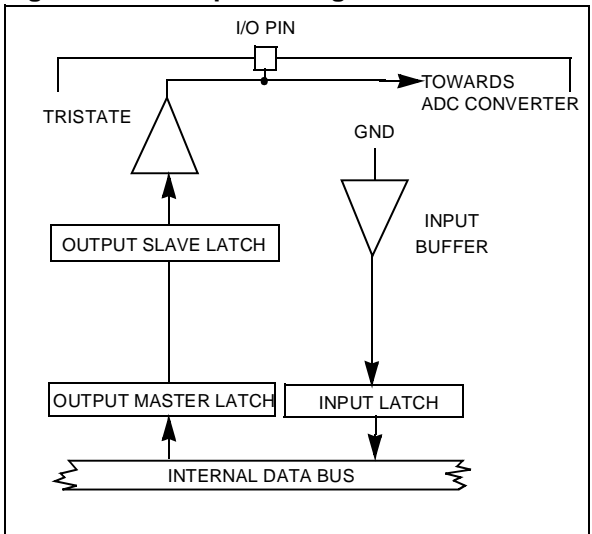 I/O PIN
TOWARDS
ADC CONVERTER
TRISTATE
GND
INPUT
BUFFER
OUTPUT SLAVE LATCH
OUTPUT MASTER LATCH
INPUT LATCH
INTERNAL DATA BUS